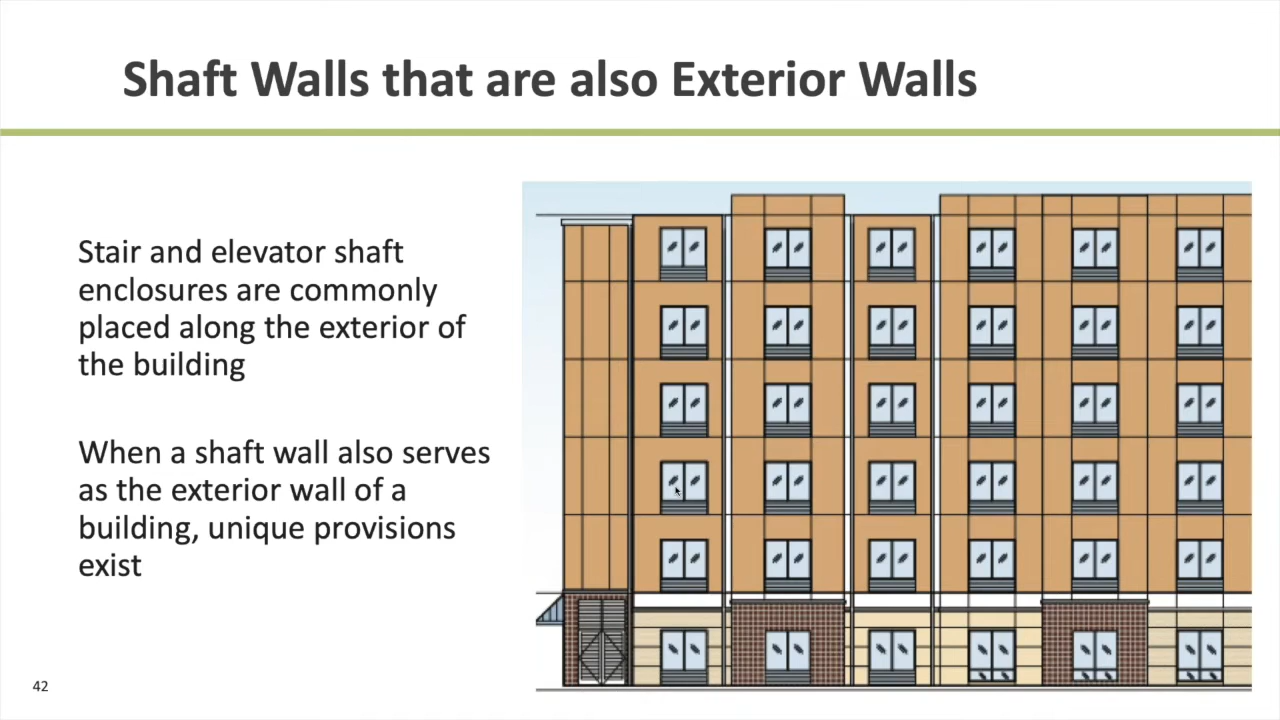 Shaft Walls that are also Exterior Walls
Stair and elevator shaft
enclosures are commonly
placed along the exterior of
the building
When a shaft wall also serves
as the exterior wall of a
building, unique provisions
exist
42